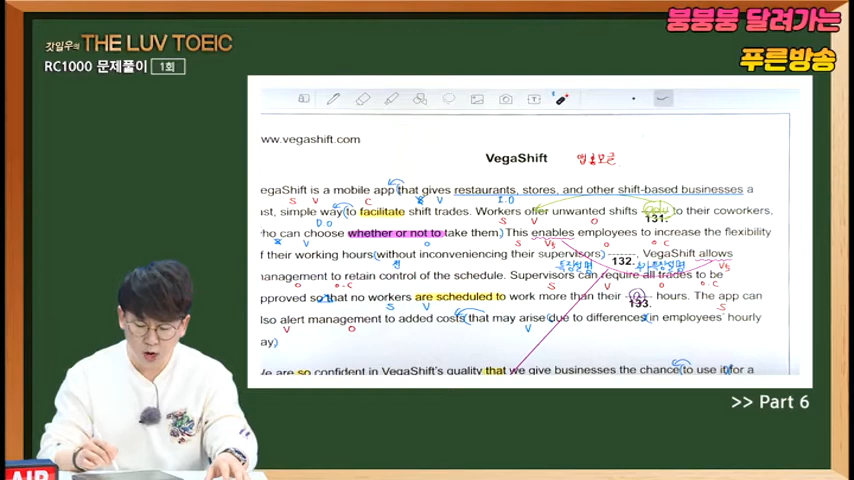 붕붕붕 달려가는
푸른방송
갓일우의 THE LUV TOEIC
RC1000 문제풀이 1회
ww.vegashift.com
VegaShift
egaShift is a mobile app that gives restaurants, stores, and other shift-based businesses a
st, simple way to facilitate shift trades. Workers offer unwanted shifts 131. to their coworkers,
ho can choose whether or not to take them. This enables employees to increase the flexibility
f their working hours without inconveniencing their supervisors. 132. , VegaShift allows
anagement to retain control of the schedule. Supervisors can require all trades to be
pproved so that no workers are scheduled to work more than their 133. hours. The app can
lso alert management to added costs that may arise due to differences in employees' hourly
ay.
e are so confident in VegaShift's quality that we give businesses the chance to use it for a
>> Part 6
AIR